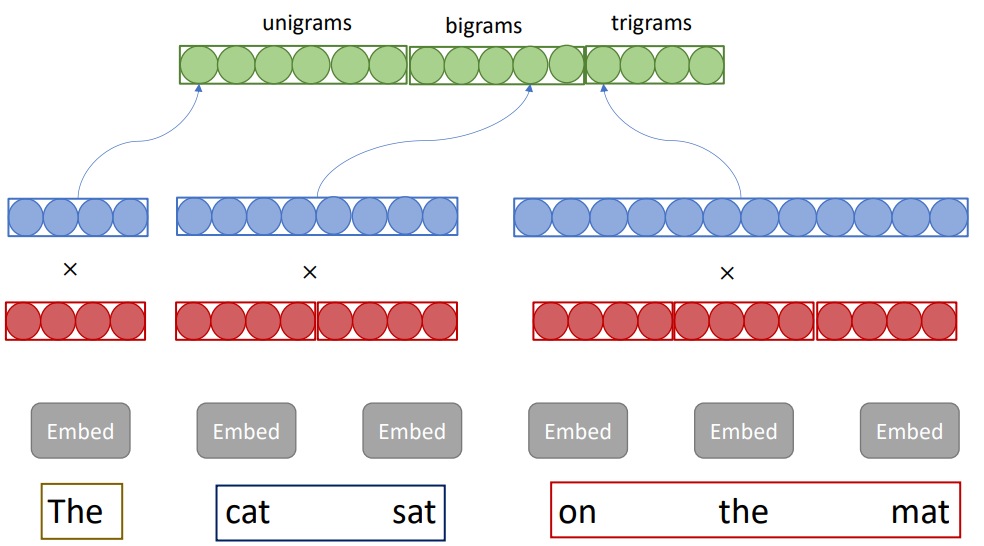 unigrams bigrams trigrams
× × ×
Embed Embed Embed Embed Embed Embed
The cat sat on the mat